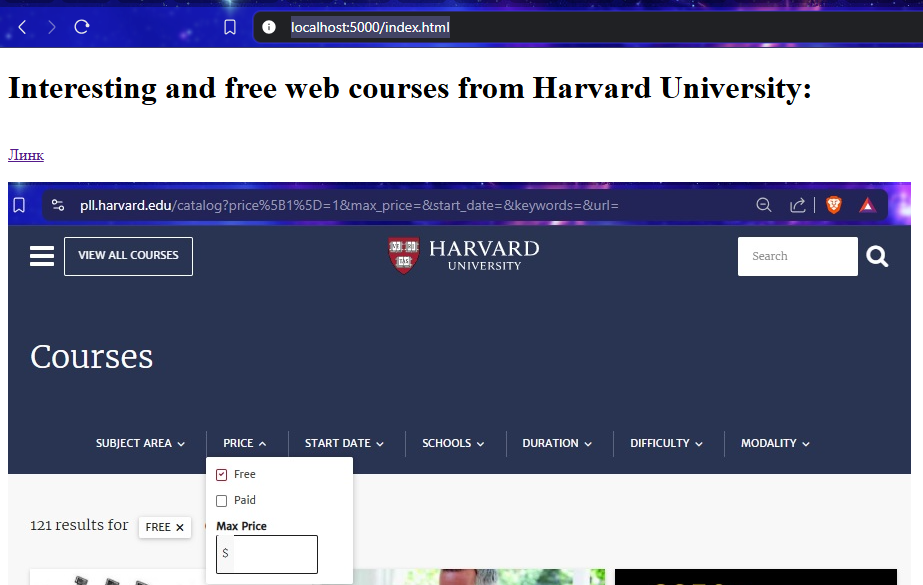 localhost:5000/index.html
Interesting and free web courses from Harvard University:
Линк
pll.harvard.edu/catalog?price%5B1%5D=1&max_price=&start_date=&keywords=&url=
VIEW ALL COURSES
HARVARD
UNIVERSITY
Search
Courses
SUBJECT AREA PRICE START DATE SCHOOLS DURATION DIFFICULTY MODALITY
Free
Paid
Max Price
$
121 results for FREE ×